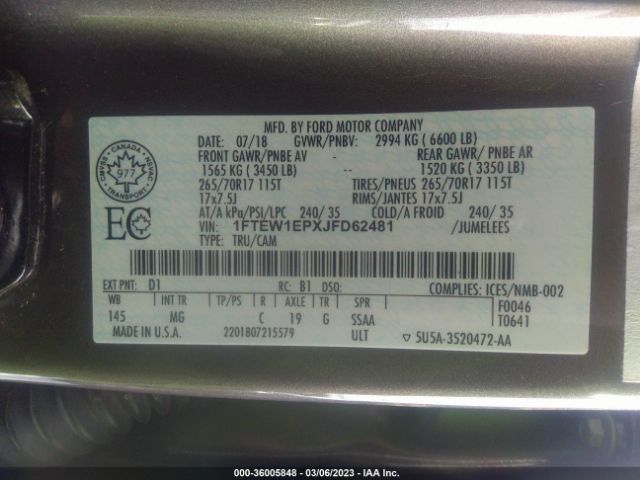 MFD. BY FORD MOTOR COMPANY
DATE: 07/18 GVWR/PNBV: 2994 KG ( 6600 LB)
FRONT GAWR/PNBE AV REAR GAWR/ PNBE AR
1565 KG ( 3450 LB) 1520 KG ( 3350 LB)
265/70R17 115T TIRES/PNEUS 265/70R17 115T
17x7.5J RIMS/JANTES 17x7.5J
AT/A kPa/PSI/LPC 240/ 35 COLD/A FROID 240/ 35
VIN: 1FTEW1EPXJFD62481 /JUMELEES
TYPE: TRU/CAM
CANADA
CMVSS NSVAC
977
TRANSPORT
EC
EXT PNT: D1 RC: B1 DSO: COMPLIES: ICES/NMB-002
WB INT TR TP/PS R AXLE TR SPR F0046
145 MG C 19 G SSAA T0641
MADE IN U.S.A. 2201807215579 ULT ▽ 5U5A-3520472-AA
000-36005848 - 03/06/2023 - IAA Inc.